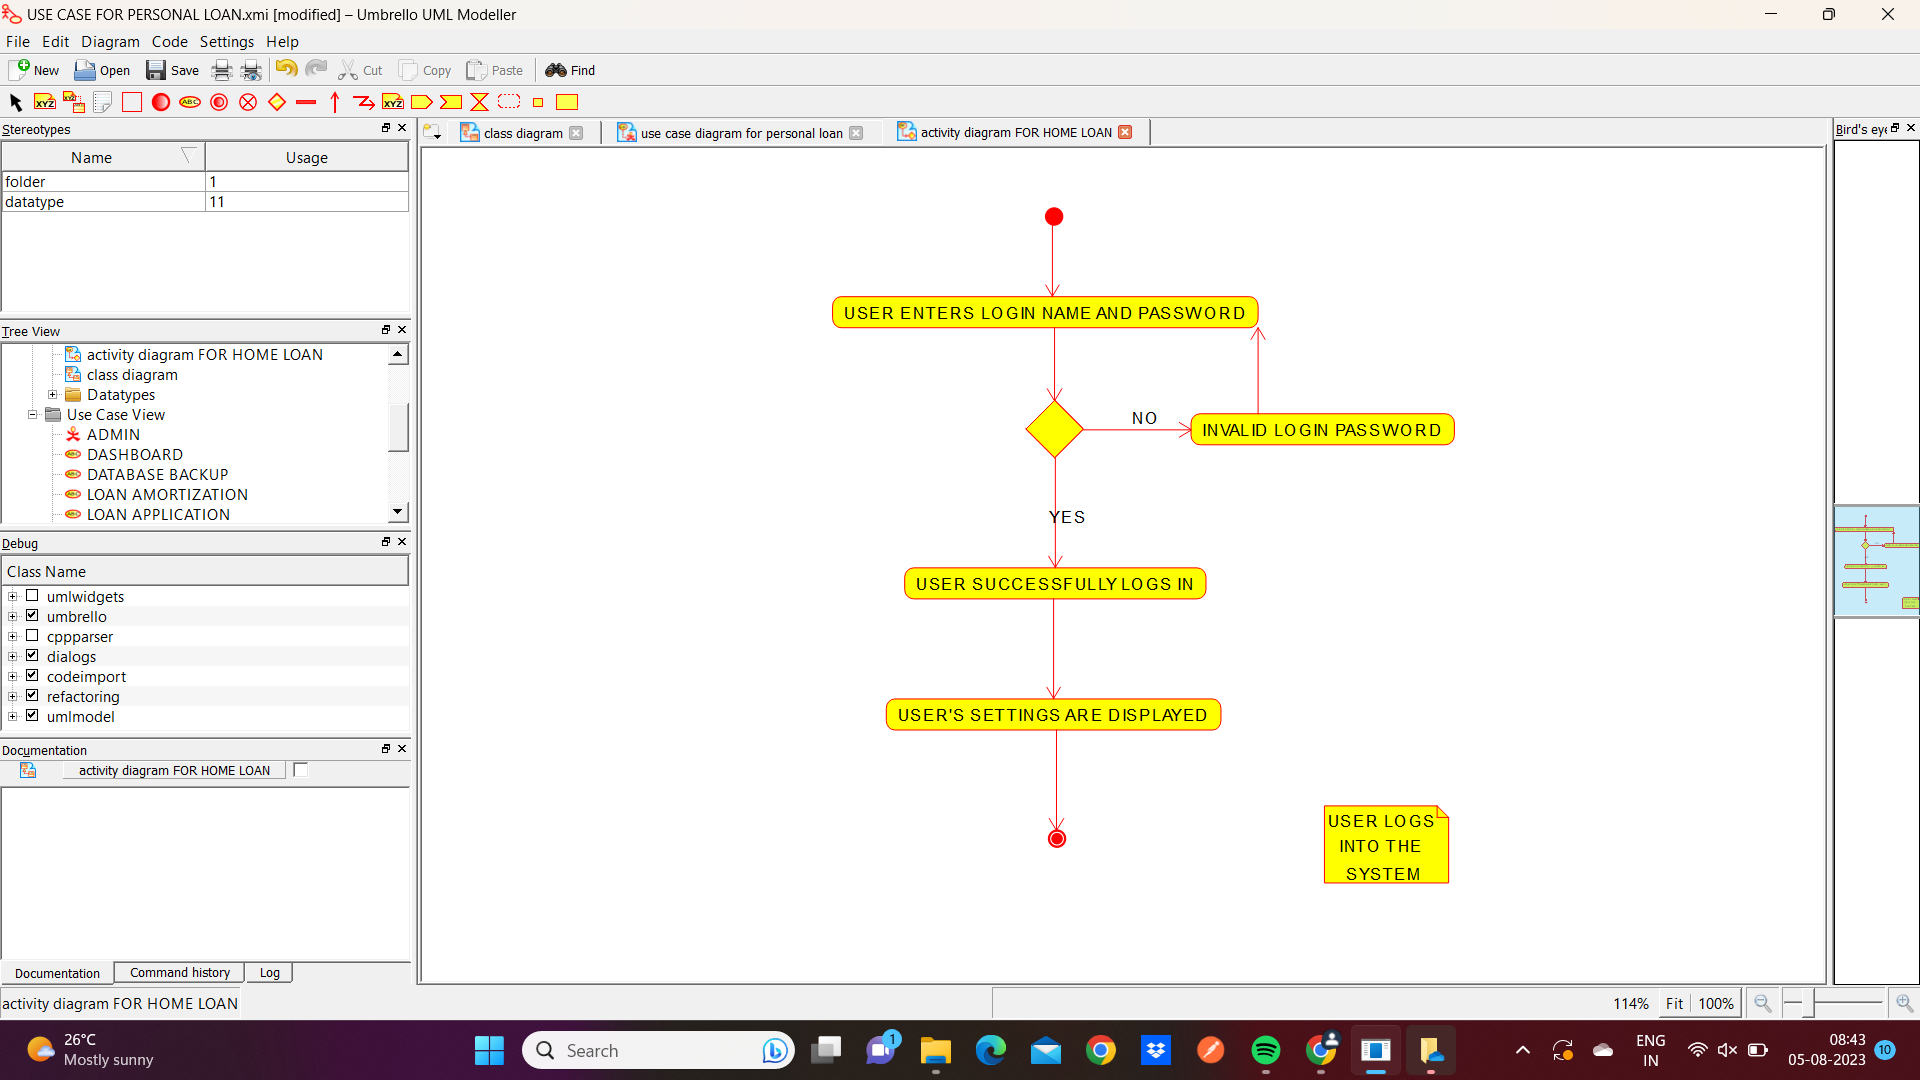 USE CASE FOR PERSONAL LOAN.xmi [modified] – Umbrello UML Modeller
File Edit Diagram Code Settings Help
New Open Save Cut Copy Paste Find
XYZ XYZ ABC XYZ
Stereotypes
Name Usage
folder 1
datatype 11
Tree View
activity diagram FOR HOME LOAN
class diagram
Datatypes
Use Case View
ADMIN
DASHBOARD
DATABASE BACKUP
LOAN AMORTIZATION
LOAN APPLICATION
Debug
Class Name
umlwidgets
umbrello
cppparser
dialogs
codeimport
refactoring
umlmodel
Documentation
activity diagram FOR HOME LOAN
Documentation Command history Log
activity diagram FOR HOME LOAN
class diagram use case diagram for personal loan activity diagram FOR HOME LOAN
USER ENTERS LOGIN NAME AND PASSWORD
NO
INVALID LOGIN PASSWORD
YES
USER SUCCESSFULLY LOGS IN
USER'S SETTINGS ARE DISPLAYED
USER LOGS
INTO THE
SYSTEM
Bird's eye
114% Fit 100%
26°C
Mostly sunny
Search
1
ENG
IN
08:43
05-08-2023
10